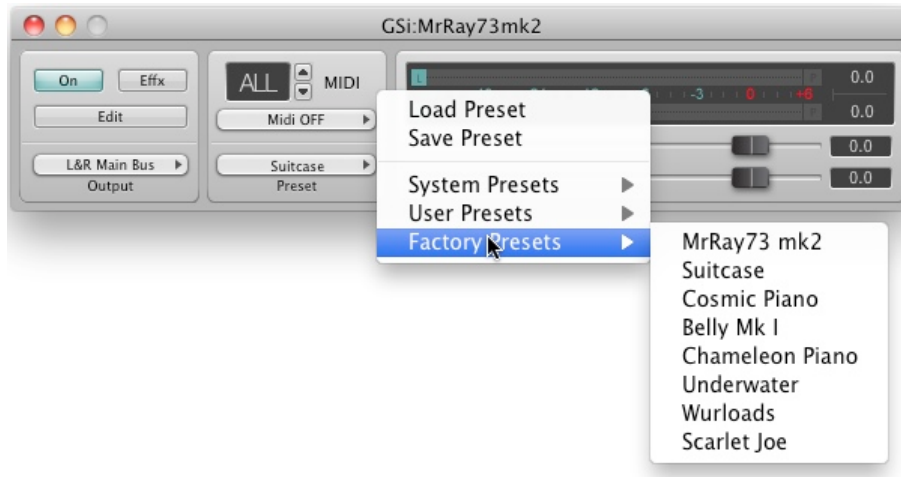 GSi:MrRay73mk2
On Effx
Edit
L&R Main Bus
Output
ALL MIDI
Midi OFF
Suitcase
Preset
L
-3 0 +6
0.0
0.0
0.0
0.0
Load Preset
Save Preset
System Presets
User Presets
Factory Presets
MrRay73 mk2
Suitcase
Cosmic Piano
Belly Mk I
Chameleon Piano
Underwater
Wurloads
Scarlet Joe